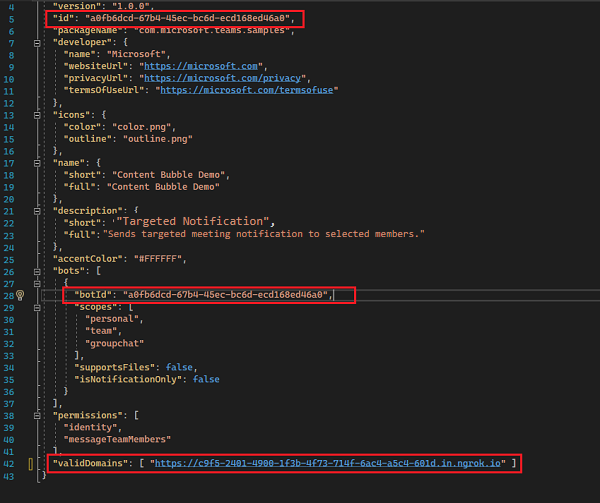 4 "version": "1.0.0",
5 "id": "a0fb6dcd-67b4-45ec-bc6d-ecd168ed46a0",
6 "packageName": "com.microsoft.teams.samples",
7 "developer": {
8 "name": "Microsoft",
9 "websiteUrl": "https://microsoft.com",
10 "privacyUrl": "https://microsoft.com/privacy",
11 "termsOfUseUrl": "https://microsoft.com/termsofuse"
12 },
13 "icons": {
14 "color": "color.png",
15 "outline": "outline.png"
16 },
17 "name": {
18 "short": "Content Bubble Demo",
19 "full": "Content Bubble Demo"
20 },
21 "description": {
22 "short": "Targeted Notification",
23 "full": "Sends targeted meeting notification to selected members."
24 },
25 "accentColor": "#FFFFFF",
26 "bots": [
27 {
28 "botId": "a0fb6dcd-67b4-45ec-bc6d-ecd168ed46a0",
29 "scopes": [
30 "personal",
31 "team",
32 "groupchat"
33 ],
34 "supportsFiles": false,
35 "isNotificationOnly": false
36 }
37 ],
38 "permissions": [
39 "identity",
40 "messageTeamMembers"
41 ],
42 "validDomains": [ "https://c9f5-2401-4900-1f3b-4f73-714f-6ac4-a5c4-601d.in.ngrok.io" ]
43 }